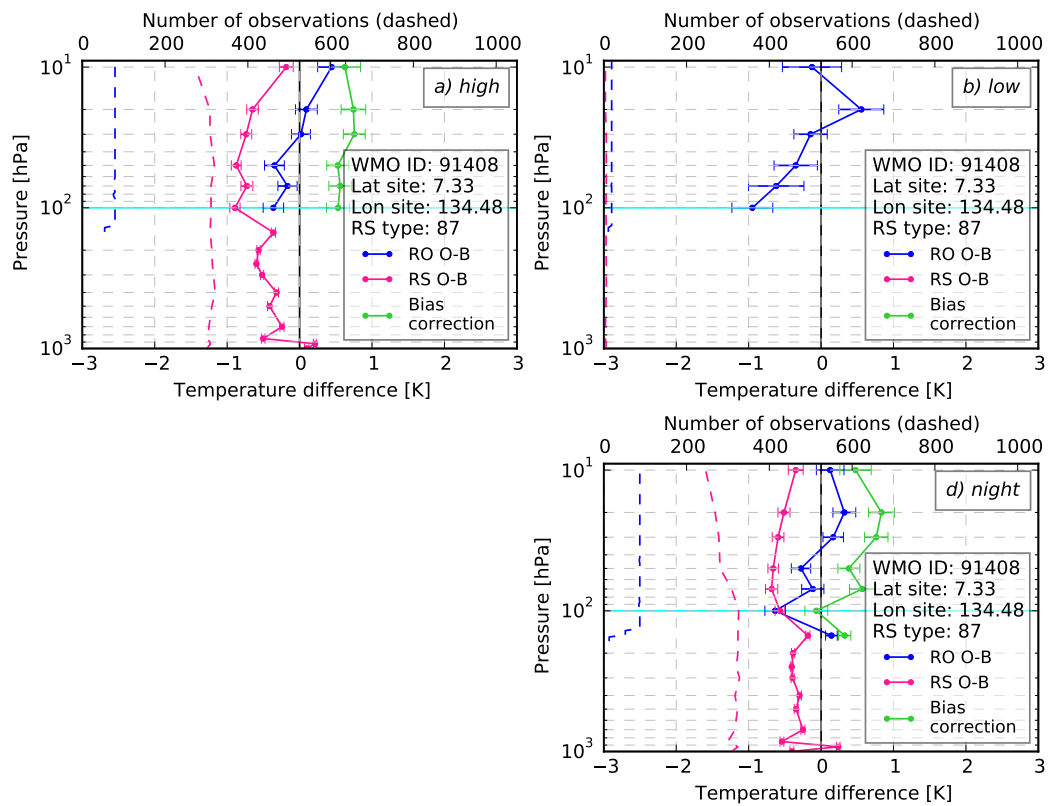 Number of observations (dashed)
0 200 400 600 800 1000
10¹
10²
10³
Pressure [hPa]
a) high
WMO ID: 91408
Lat site: 7.33
Lon site: 134.48
RS type: 87
RO O-B
RS O-B
Bias
correction
−3 −2 −1 0 1 2 3
Temperature difference [K]
Number of observations (dashed)
0 200 400 600 800 1000
10¹
10²
10³
Pressure [hPa]
b) low
WMO ID: 91408
Lat site: 7.33
Lon site: 134.48
RS type: 87
RO O-B
RS O-B
Bias
correction
−3 −2 −1 0 1 2 3
Temperature difference [K]
Number of observations (dashed)
0 200 400 600 800 1000
10¹
10²
10³
Pressure [hPa]
d) night
WMO ID: 91408
Lat site: 7.33
Lon site: 134.48
RS type: 87
RO O-B
RS O-B
Bias
correction
−3 −2 −1 0 1 2 3
Temperature difference [K]